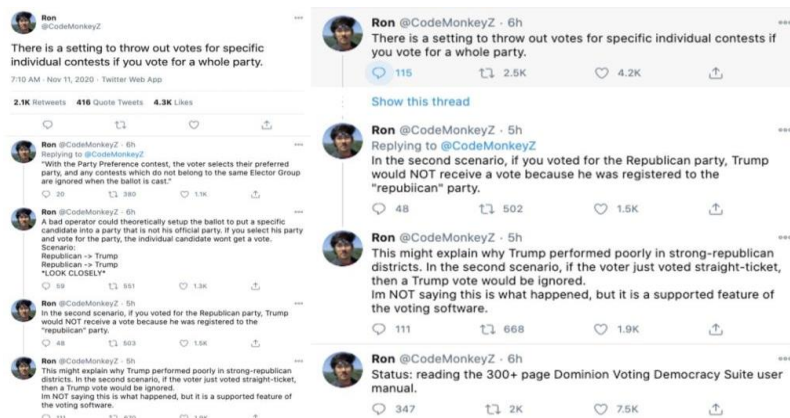 Ron
@CodeMonkeyZ
There is a setting to throw out votes for specific
individual contests if you vote for a whole party.
7:10 AM · Nov 11, 2020 · Twitter Web App
2.1K Retweets 416 Quote Tweets 4.3K Likes
Ron @CodeMonkeyZ · 6h
Replying to @CodeMonkeyZ
"With the Party Preference contest, the voter selects their preferred
party, and any contests which do not belong to the same Elector Group
are ignored when the ballot is cast."
20 380 1.1K
Ron @CodeMonkeyZ · 6h
A bad operator could theoretically setup the ballot to put a specific
candidate into a party that is not his official party. If you select his party
and vote for the party, the individual candidate wont get a vote.
Scenario:
Republican -> Trump
Republican -> Trump
*LOOK CLOSELY*
59 551 1.3K
Ron @CodeMonkeyZ · 5h
In the second scenario, if you voted for the Republican party, Trump
would NOT receive a vote because he was registered to the
"repubiican" party.
48 503 1.5K
Ron @CodeMonkeyZ · 5h
This might explain why Trump performed poorly in strong-republican
districts. In the second scenario, if the voter just voted straight-ticket,
then a Trump vote would be ignored.
Im NOT saying this is what happened, but it is a supported feature of
the voting software.
Ron @CodeMonkeyZ · 6h
There is a setting to throw out votes for specific individual contests if
you vote for a whole party.
115 2.5K 4.2K
Show this thread
Ron @CodeMonkeyZ · 5h
Replying to @CodeMonkeyZ
In the second scenario, if you voted for the Republican party, Trump
would NOT receive a vote because he was registered to the
"repubiican" party.
48 502 1.5K
Ron @CodeMonkeyZ · 5h
This might explain why Trump performed poorly in strong-republican
districts. In the second scenario, if the voter just voted straight-ticket,
then a Trump vote would be ignored.
Im NOT saying this is what happened, but it is a supported feature of
the voting software.
111 668 1.9K
Ron @CodeMonkeyZ · 6h
Status: reading the 300+ page Dominion Voting Democracy Suite user
manual.
347 2K 7.5K